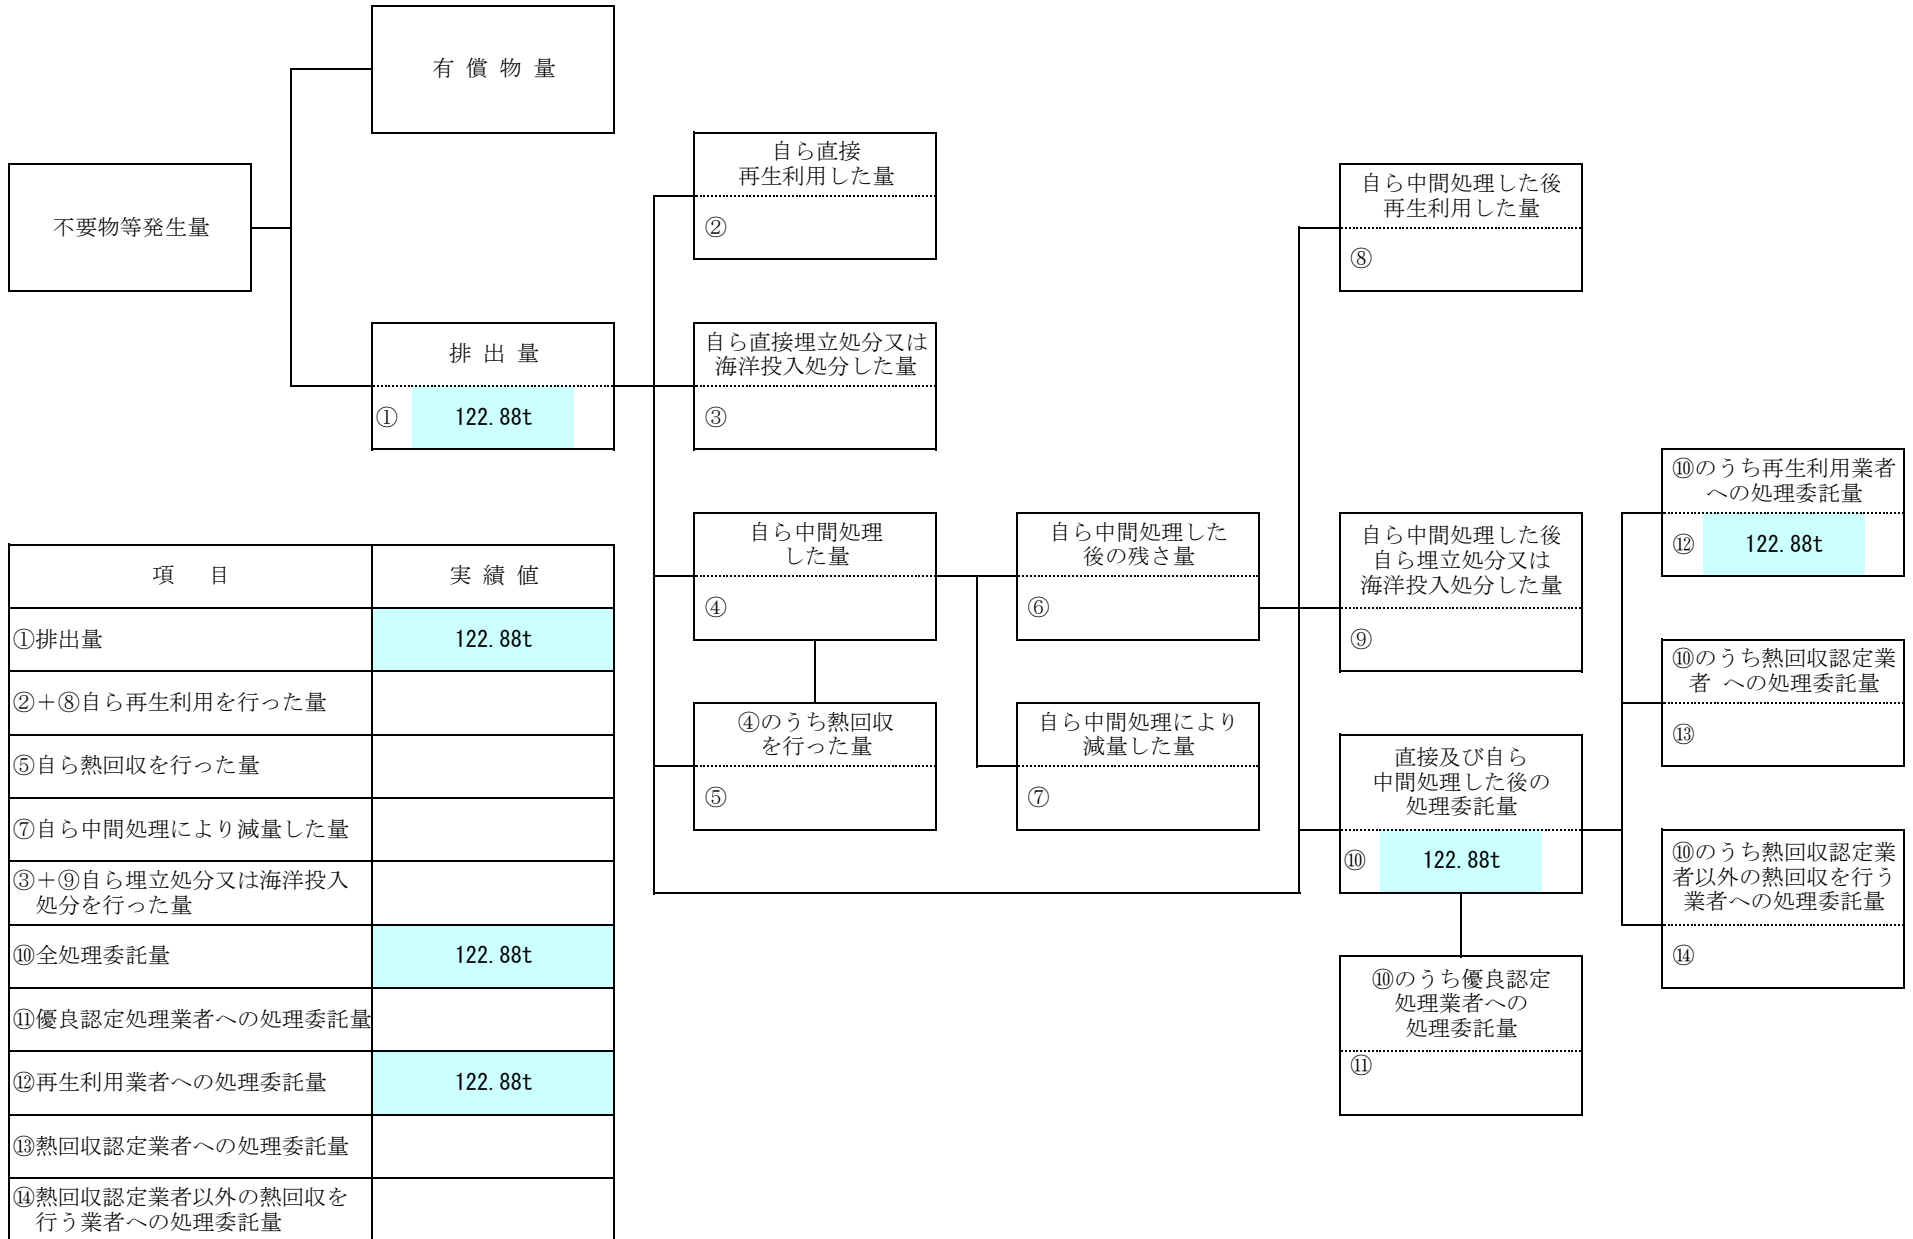 有 償 物 量
不要物等発生量
排 出 量
① 122.88t
自ら直接
再生利用した量
②
自ら直接埋立処分又は
海洋投入処分した量
③
自ら中間処理
した量
④
④のうち熱回収
を行った量
⑤
自ら中間処理した
後の残さ量
⑥
自ら中間処理により
減量した量
⑦
自ら中間処理した後
再生利用した量
⑧
自ら中間処理した後
自ら埋立処分又は
海洋投入処分した量
⑨
直接及び自ら
中間処理した後の
処理委託量
⑩ 122.88t
⑩のうち優良認定
処理業者への
処理委託量
⑪
⑩のうち再生利用業者
への処理委託量
⑫ 122.88t
⑩のうち熱回収認定業
者 への処理委託量
⑬
⑩のうち熱回収認定業
者以外の熱回収を行う
業者への処理委託量
⑭
項 目 実 績 値
①排出量 122.88t
②+⑧自ら再生利用を行った量
⑤自ら熱回収を行った量
⑦自ら中間処理により減量した量
③+⑨自ら埋立処分又は海洋投入
処分を行った量
⑩全処理委託量 122.88t
⑪優良認定処理業者への処理委託量
⑫再生利用業者への処理委託量 122.88t
⑬熱回収認定業者への処理委託量
⑭熱回収認定業者以外の熱回収を
行う業者への処理委託量